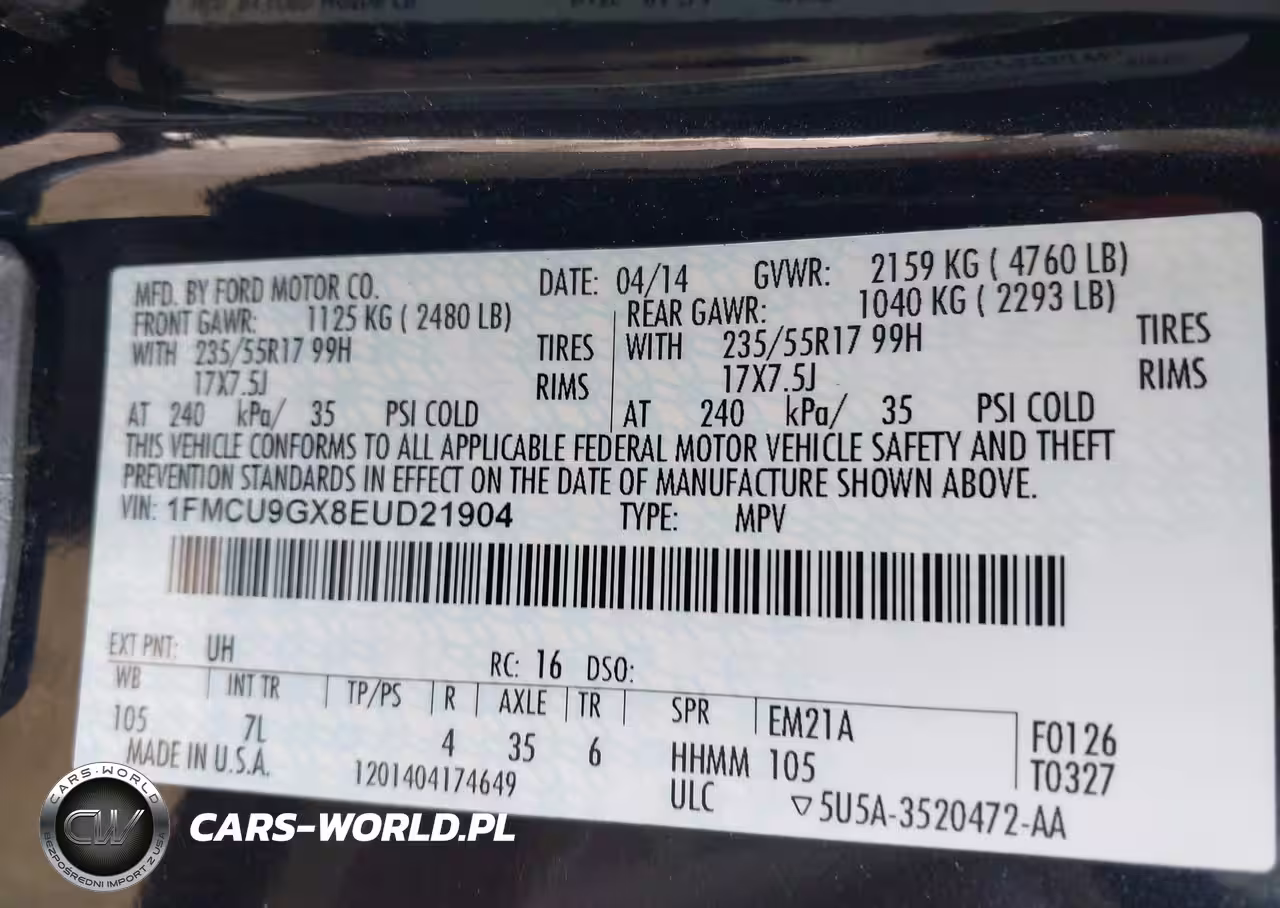 MFD. BY FORD MOTOR CO. DATE: 04/14 GVWR: 2159 KG ( 4760 LB)
FRONT GAWR: 1125 KG ( 2480 LB) REAR GAWR: 1040 KG ( 2293 LB)
WITH 235/55R17 99H TIRES WITH 235/55R17 99H TIRES
17X7.5J RIMS 17X7.5J RIMS
AT 240 kPa/ 35 PSI COLD AT 240 kPa/ 35 PSI COLD
THIS VEHICLE CONFORMS TO ALL APPLICABLE FEDERAL MOTOR VEHICLE SAFETY AND THEFT
PREVENTION STANDARDS IN EFFECT ON THE DATE OF MANUFACTURE SHOWN ABOVE.
VIN: 1FMCU9GX8EUD21904 TYPE: MPV
EXT PNT: UH RC: 16 DSO:
WB INT TR TP/PS R AXLE TR SPR EM21A F0126
105 7L 4 35 6 HHMM 105 T0327
MADE IN U.S.A. 1201404174649 ULC ▽5U5A-3520472-AA
CARS-WORLD
CW
BEZPOŚREDNI IMPORT Z USA
CARS-WORLD.PL